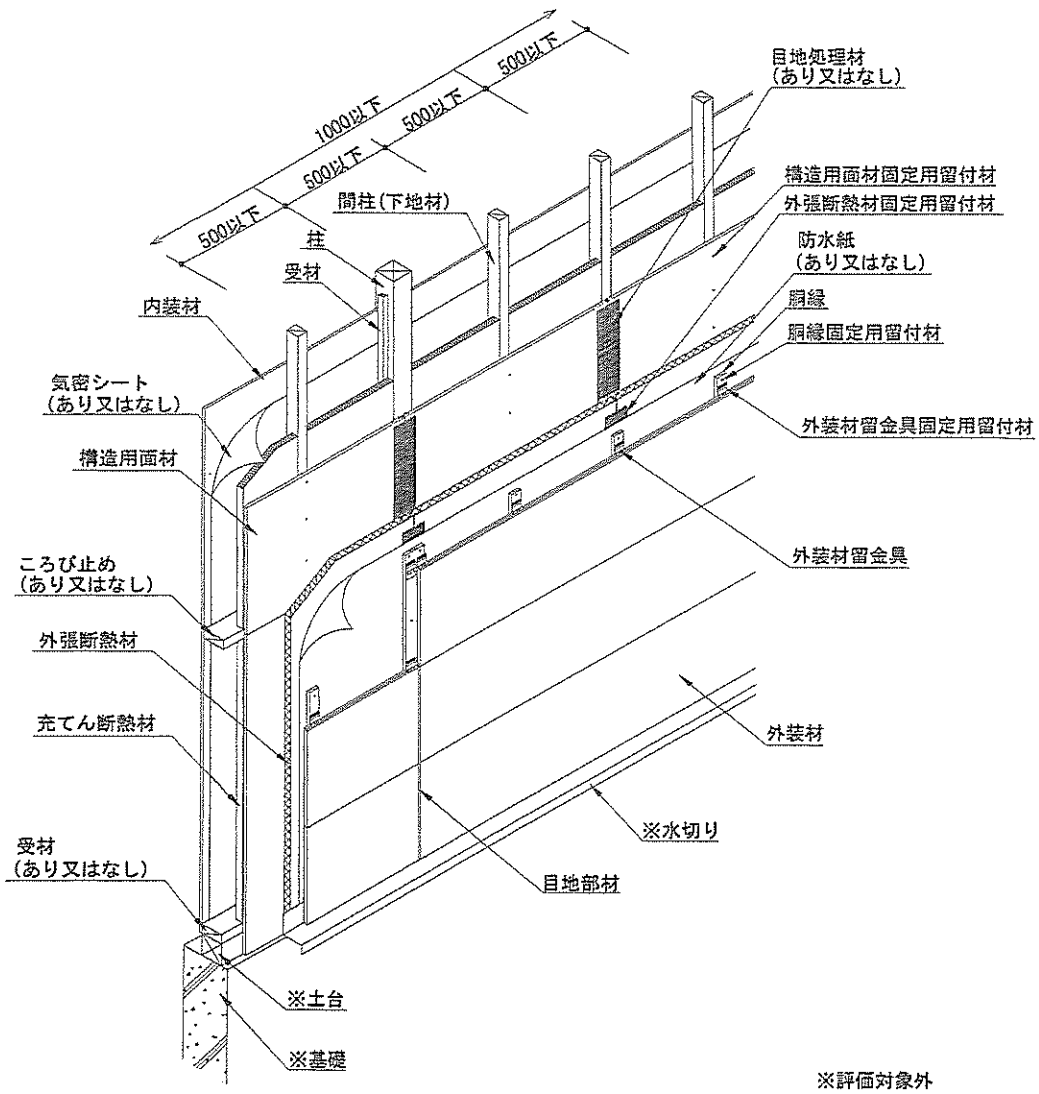 500以下
1000以下
500以下
500以下
500以下
目地処理材
(あり又はなし)
構造用面材固定用留付材
外張断熱材固定用留付材
間柱(下地材)
防水紙
(あり又はなし)
柱
受材
胴縁
内装材
胴縁固定用留付材
気密シート
(あり又はなし)
外装材留金具固定用留付材
構造用面材
外装材留金具
ころび止め
(あり又はなし)
外張断熱材
充てん断熱材
外装材
※水切り
受材
(あり又はなし)
目地部材
※土台
※基礎
※評価対象外